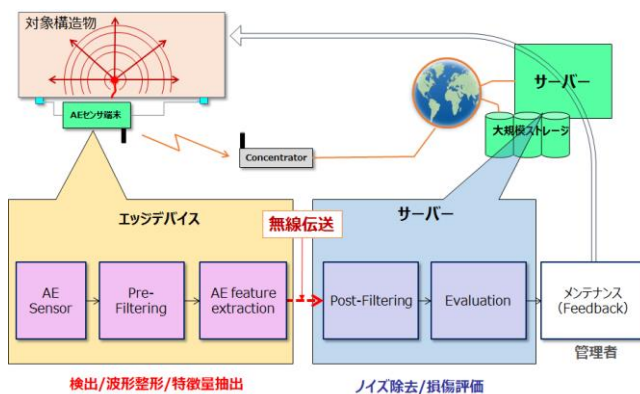 対象構造物
AEセンサ端末
Concentrator
サーバー
大規模ストレージ
エッジデバイス
無線伝送
サーバー
AE
Sensor
Pre-
Filtering
AE feature
extraction
Post-Filtering
Evaluation
メンテナンス
(Feedback)
管理者
検出/波形整形/特徴量抽出
ノイズ除去/損傷評価